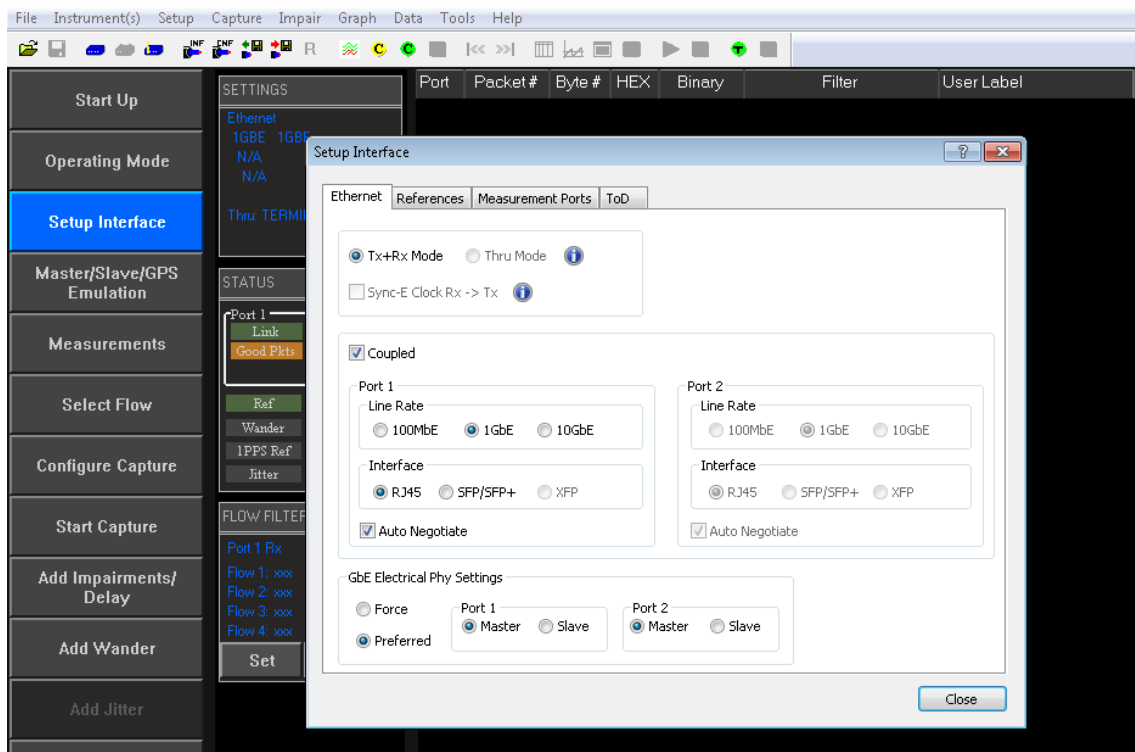 File Instrument(s) Setup Capture Impair Graph Data Tools Help
INF CNF R C C T
Start Up
Operating Mode
Setup Interface
Master/Slave/GPS
Emulation
Measurements
Select Flow
Configure Capture
Start Capture
Add Impairments/
Delay
Add Wander
Add Jitter
SETTINGS
Ethernet
1GBE 1GBE
N/A
N/A
Thru: TERMI
STATUS
Port 1
Link
Good Pkts
Ref
Wander
1PPS Ref
Jitter
FLOW FILTER
Port 1 Rx
Flow 1: xxx
Flow 2: xxx
Flow 3: xxx
Flow 4: xxx
Set
Port Packet # Byte # HEX Binary Filter User Label
Setup Interface
Ethernet References Measurement Ports ToD
Tx+Rx Mode Thru Mode
Sync-E Clock Rx -> Tx
Coupled
Port 1
Line Rate
100MbE 1GbE 10GbE
Interface
RJ45 SFP/SFP+ XFP
Auto Negotiate
Port 2
Line Rate
100MbE 1GbE 10GbE
Interface
RJ45 SFP/SFP+ XFP
Auto Negotiate
GbE Electrical Phy Settings
Force
Preferred
Port 1
Master Slave
Port 2
Master Slave
Close